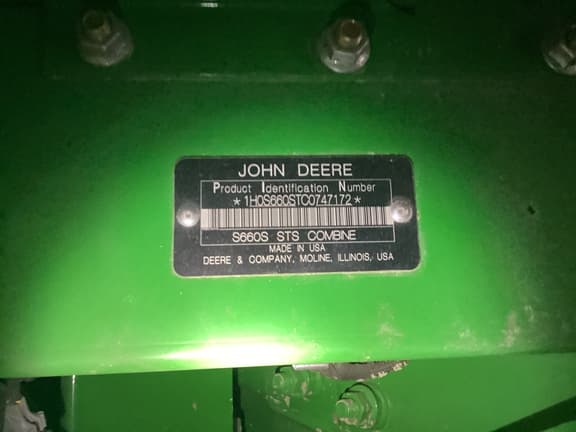 JOHN DEERE
Product Identification Number
*1H0S660STC0747172*
S660S STS COMBINE
MADE IN USA
DEERE & COMPANY, MOLINE, ILLINOIS, USA